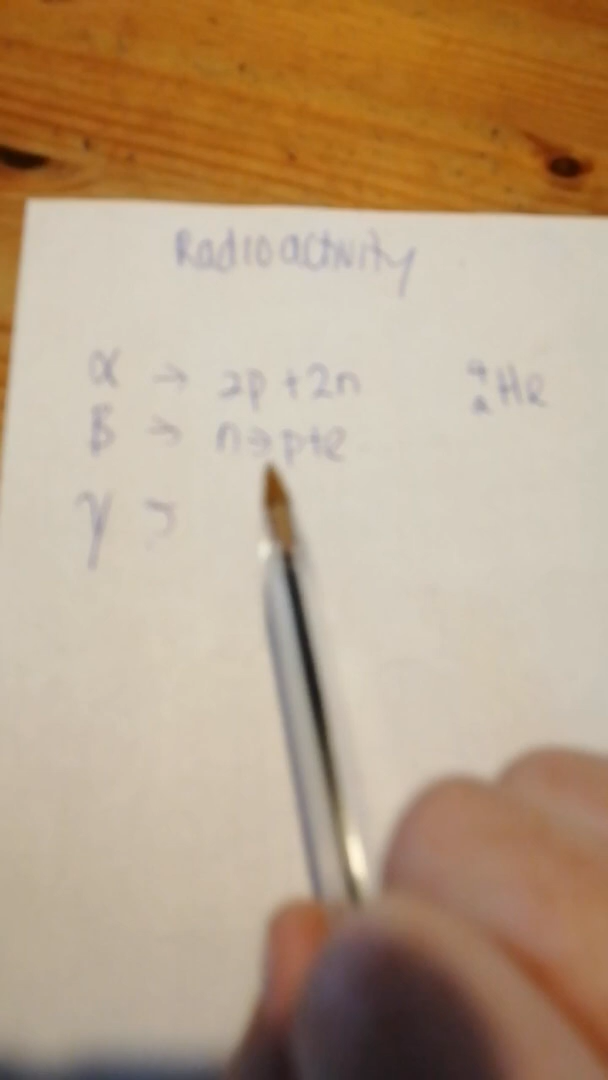 Radioactivity
α → 2p + 2n ⁴₂He
β → n → p+e
γ →